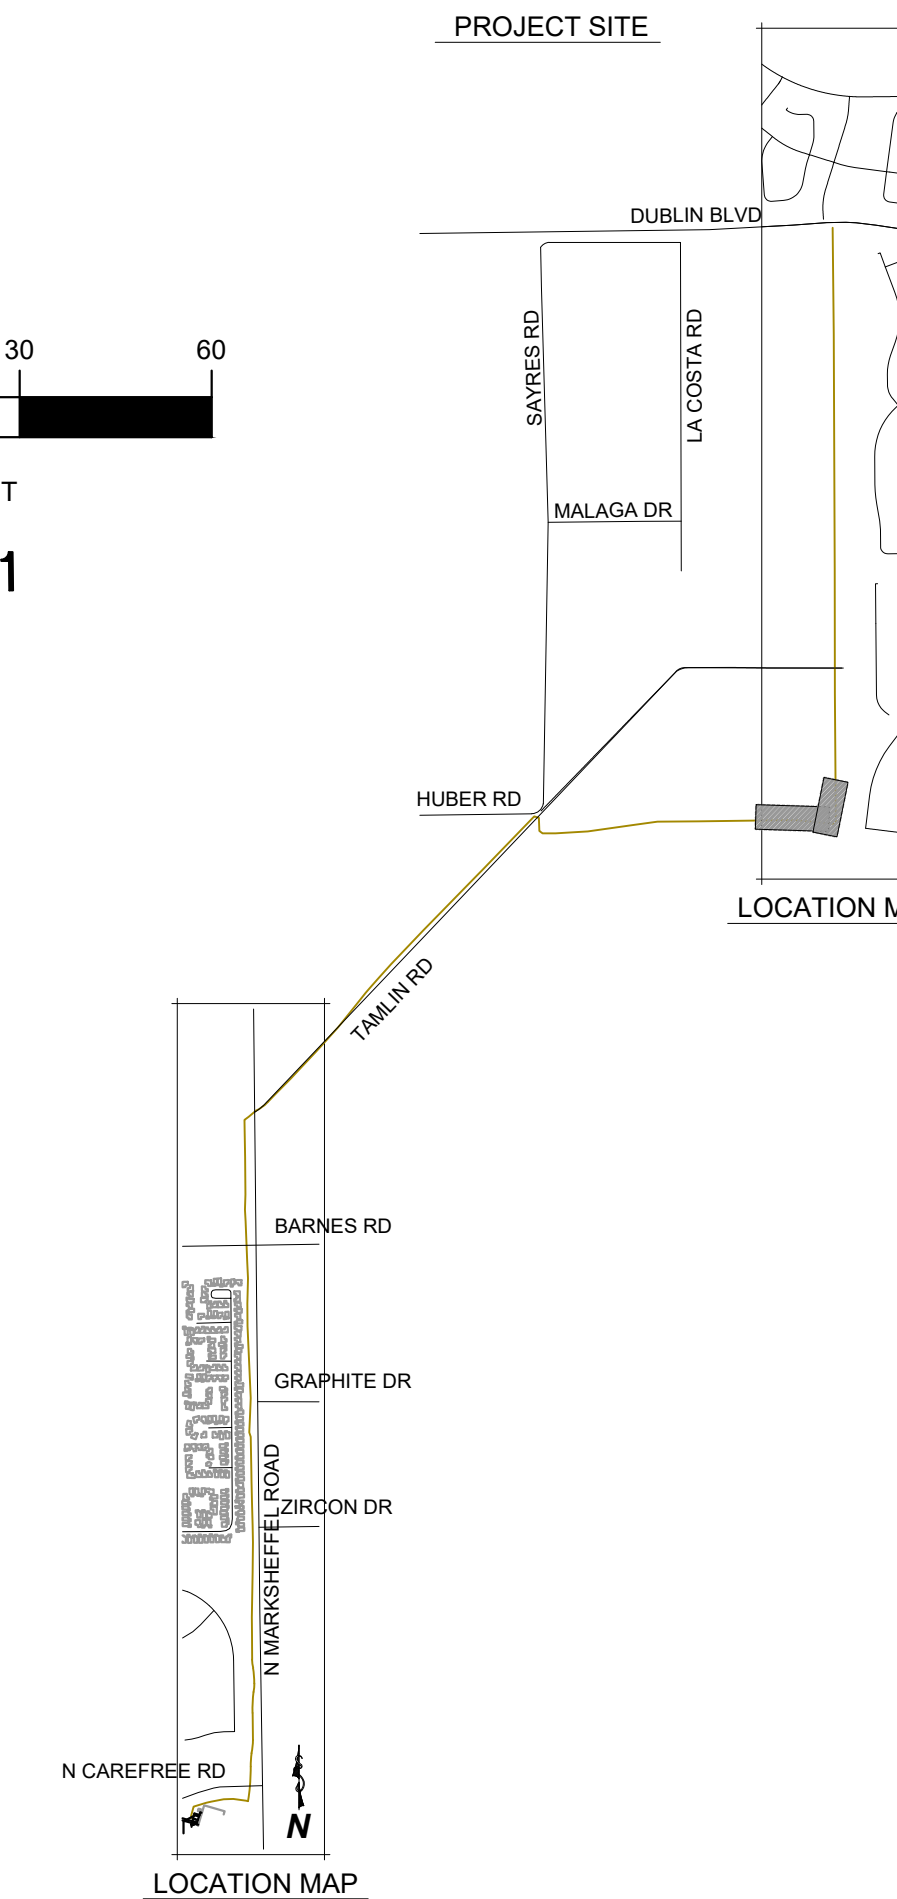 PROJECT SITE
DUBLIN BLVD
SAYRES RD
LA COSTA RD
30 60
T
MALAGA DR
1
HUBER RD
LOCATION M
TAMLIN RD
BARNES RD
GRAPHITE DR
ZIRCON DR
N MARKSHEFFEL ROAD
N CAREFREE RD
N
LOCATION MAP